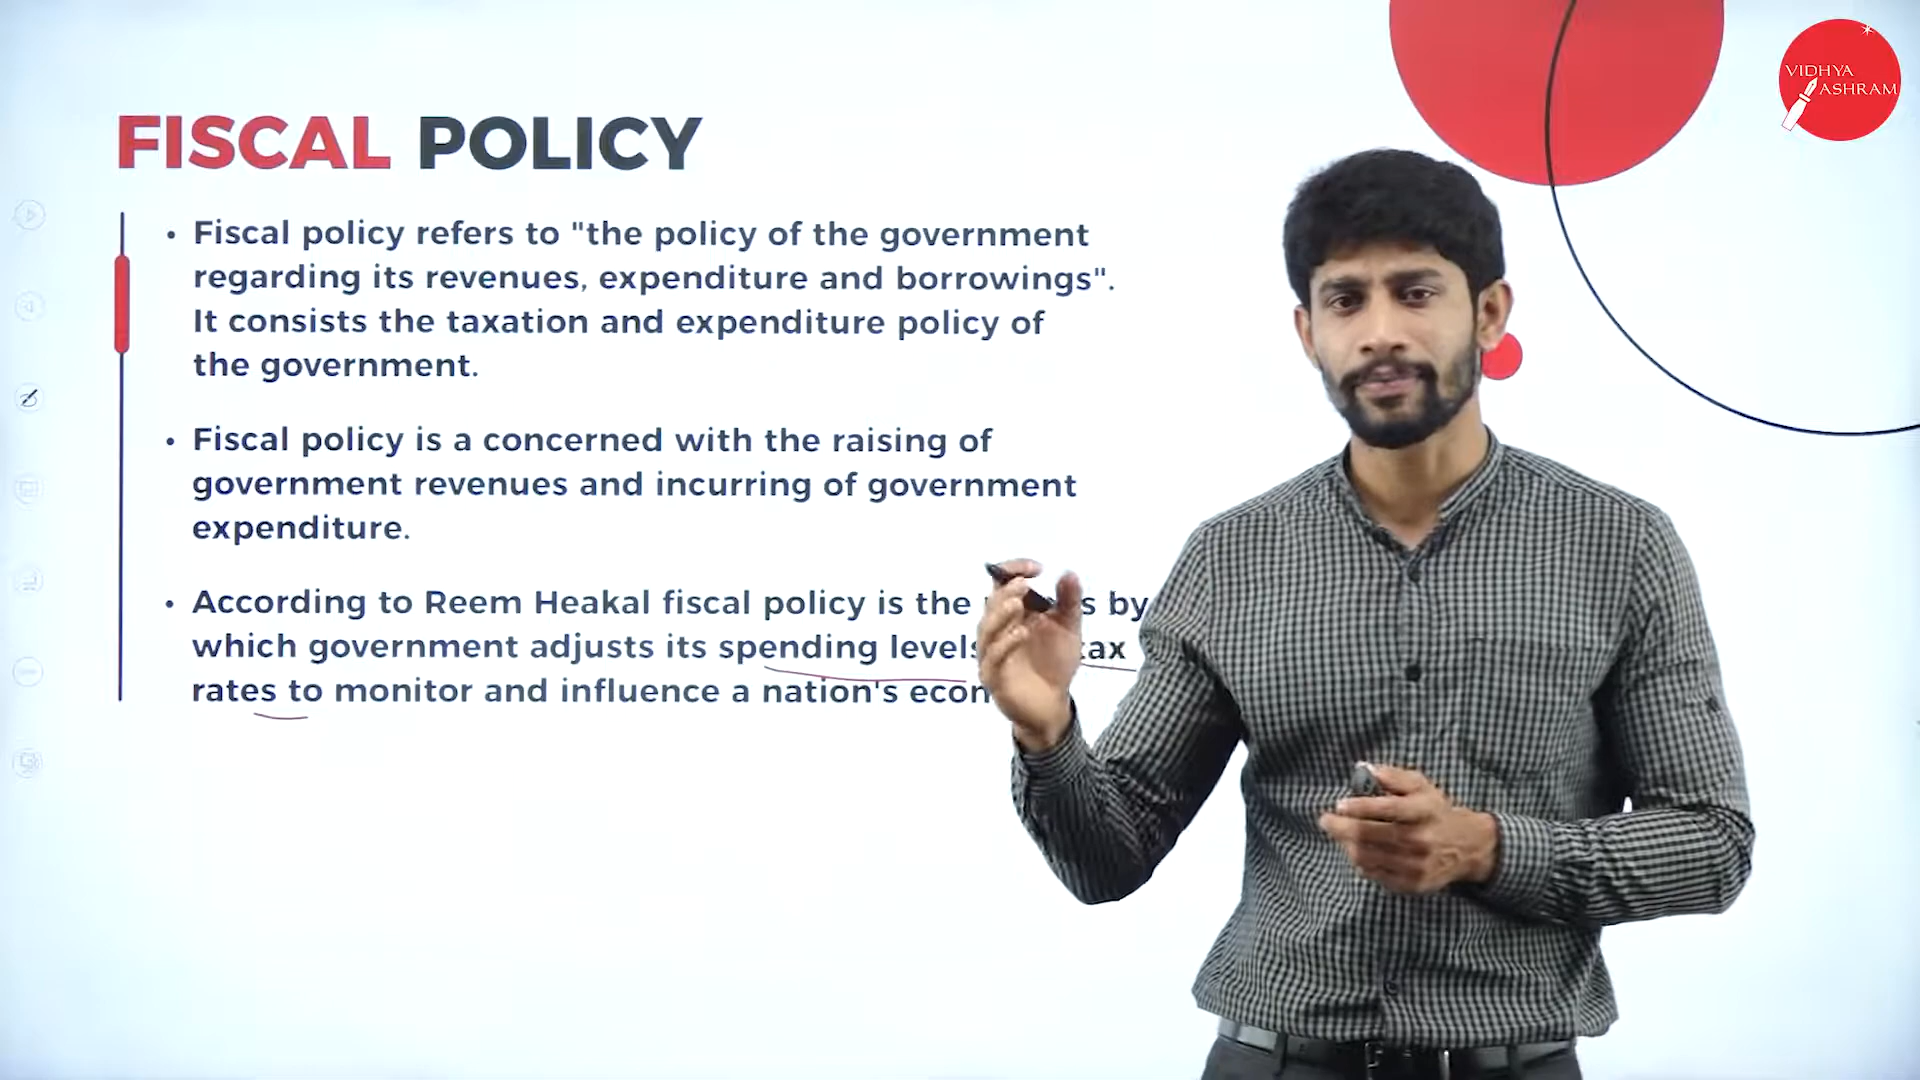 VIDHYA
ASHRAM
FISCAL POLICY
• Fiscal policy refers to "the policy of the government
regarding its revenues, expenditure and borrowings".
It consists the taxation and expenditure policy of
the government.
• Fiscal policy is a concerned with the raising of
government revenues and incurring of government
expenditure.
• According to Reem Heakal fiscal policy is the by
which government adjusts its spending levels tax
rates to monitor and influence a nation's